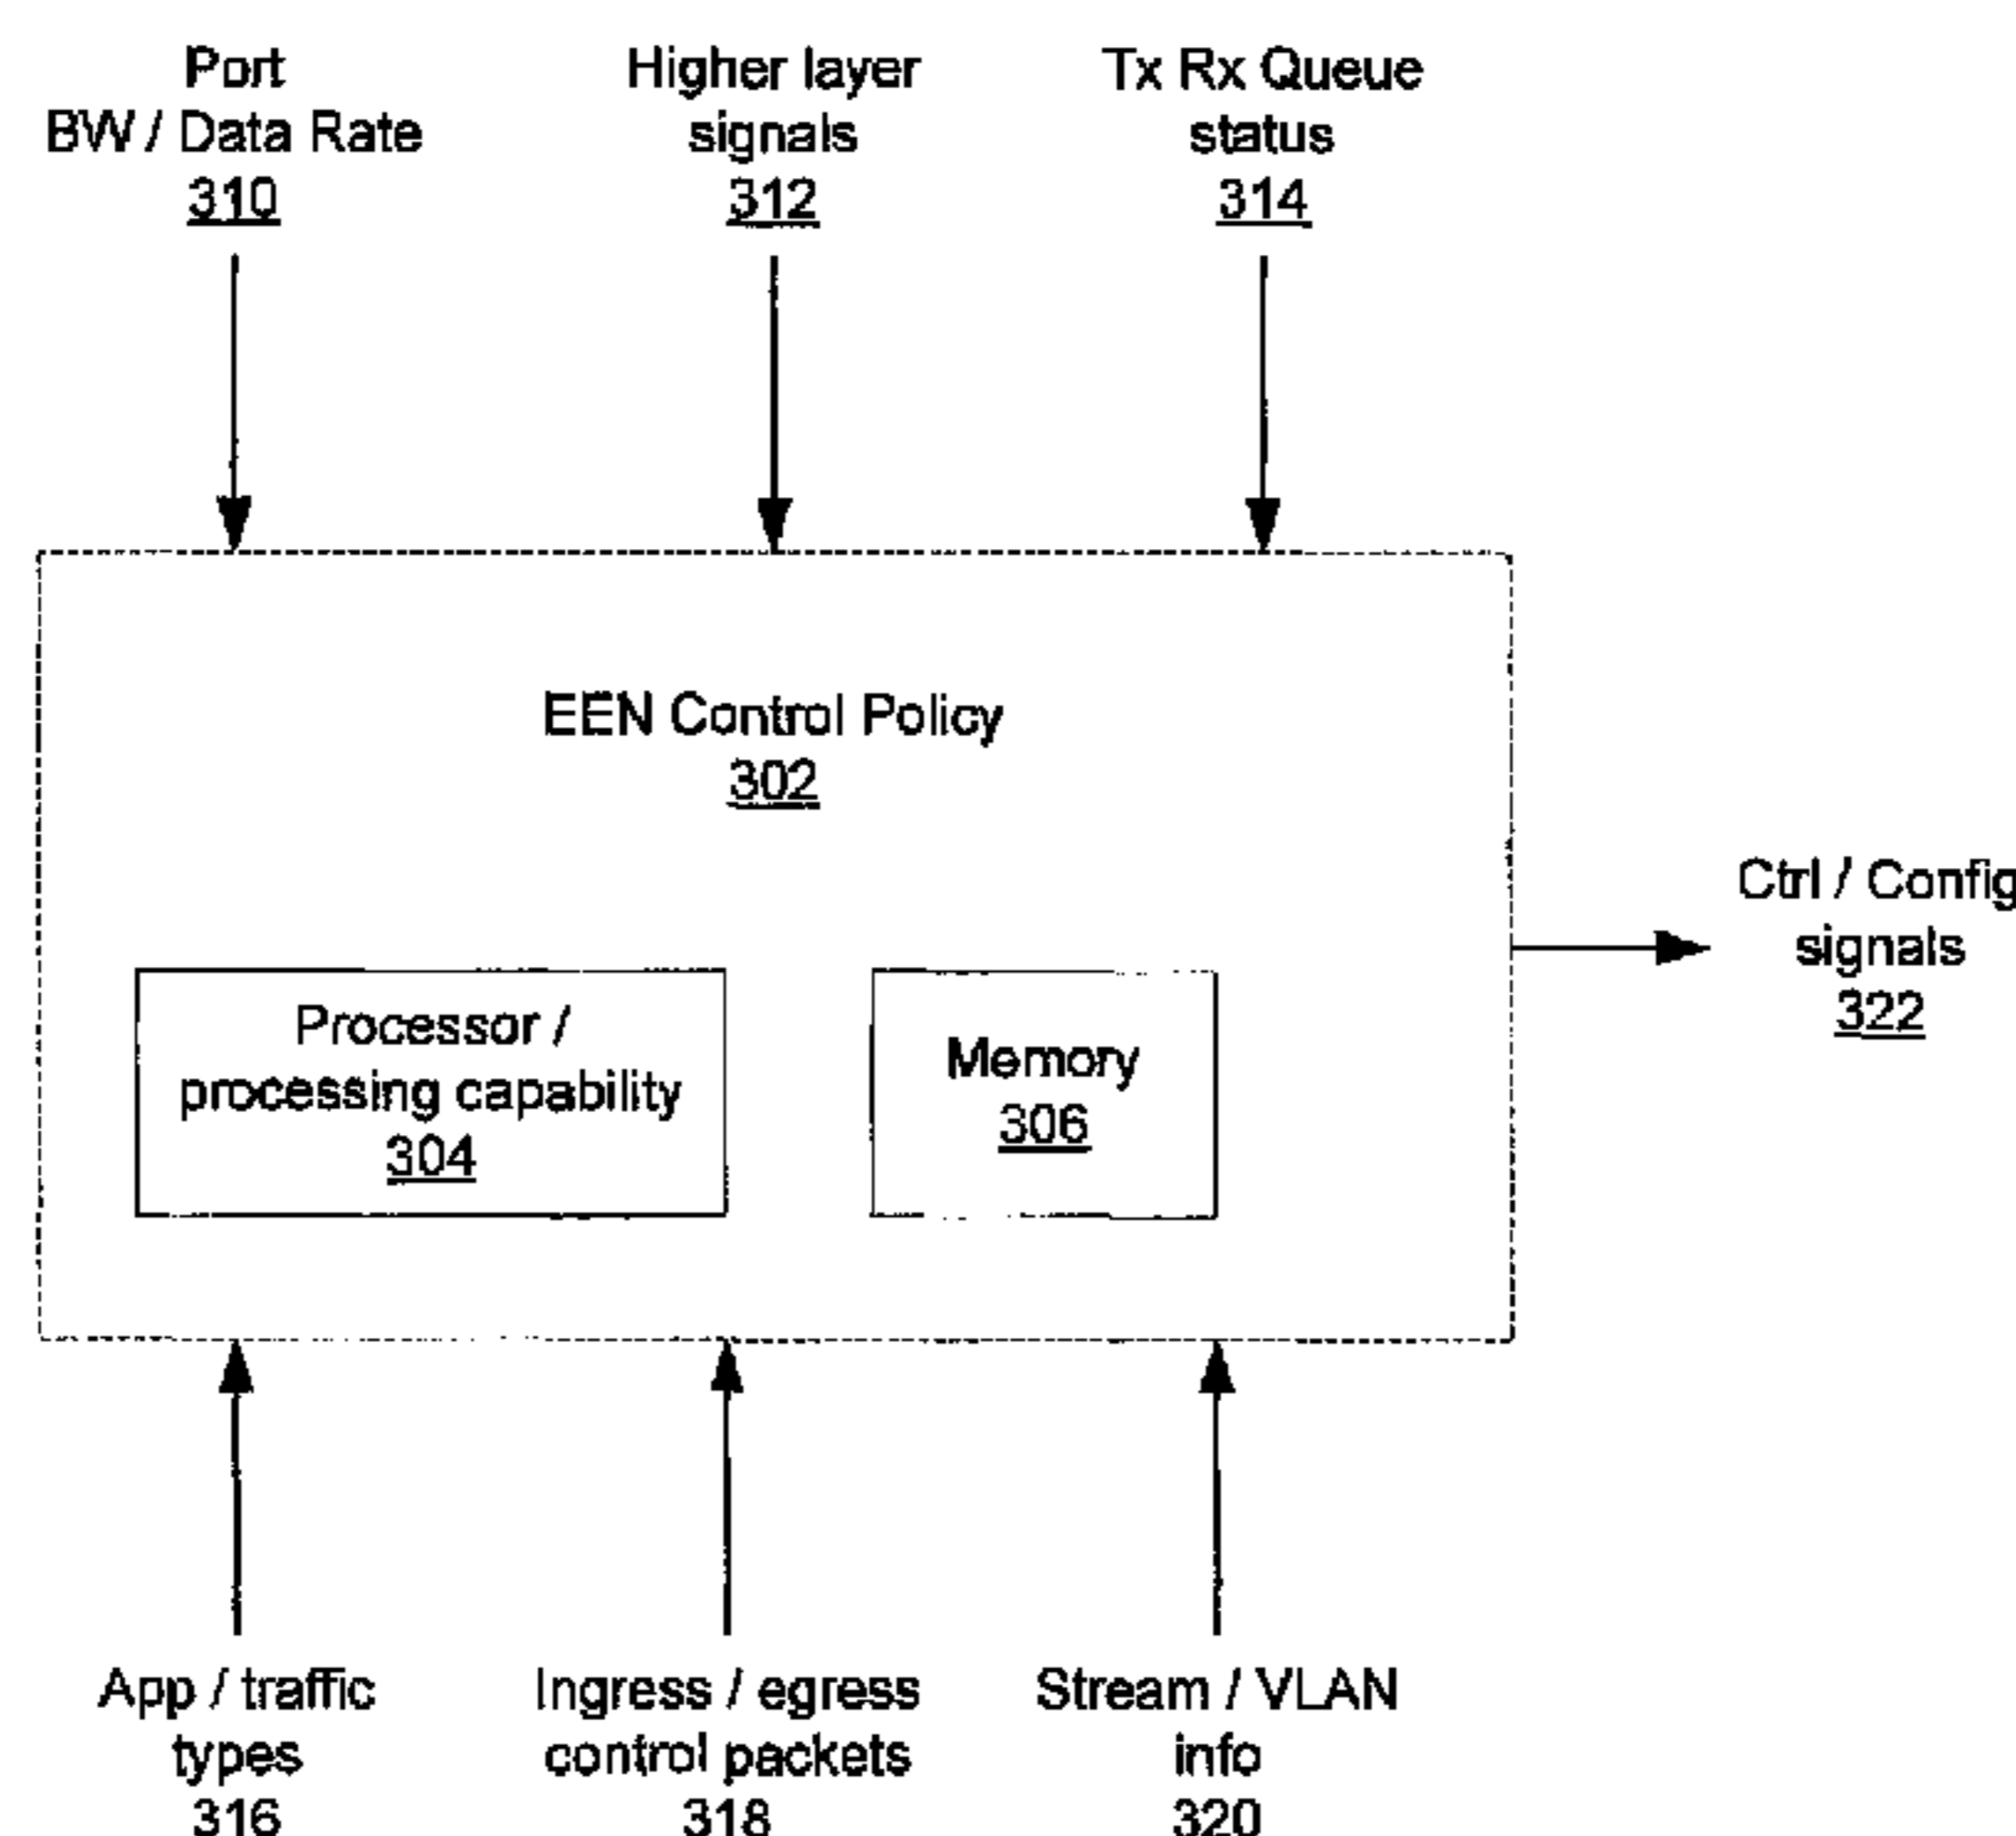 Port
BW / Data Rate
310
Higher layer
signals
312
Tx Rx Queue
status
314
EEN Control Policy
302
Processor /
processing capability
304
Memory
306
Ctrl / Config
signals
322
App / traffic
types
316
Ingress / egress
control packets
318
Stream / VLAN
info
320